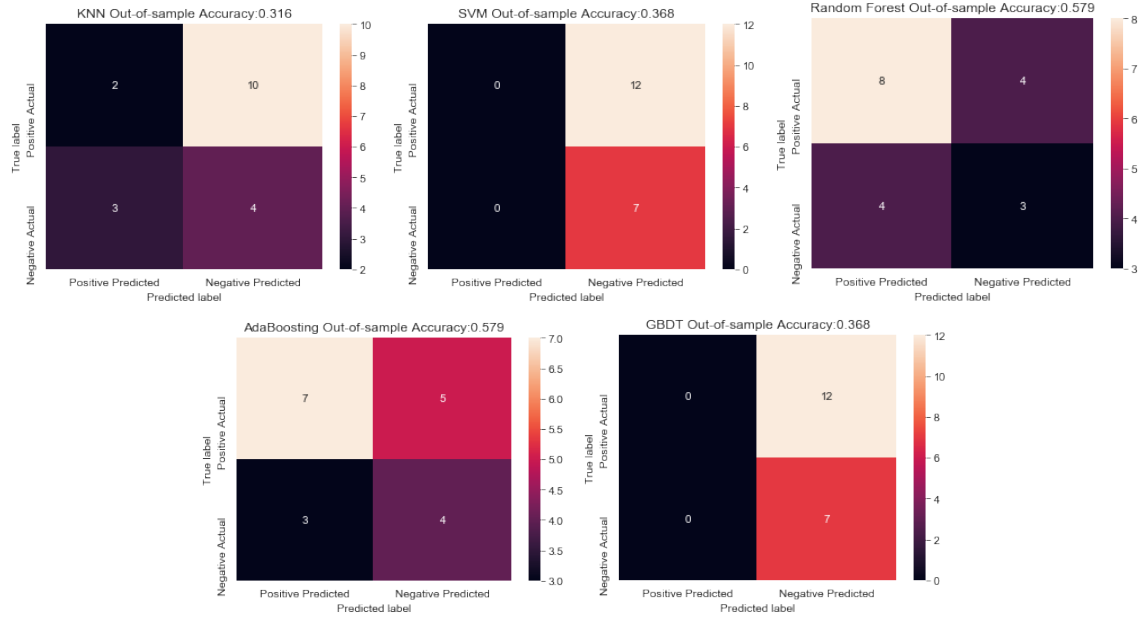 KNN Out-of-sample Accuracy:0.316
True label
Positive Actual
Negative Actual
2
10
3
4
Positive Predicted
Negative Predicted
Predicted label
10
9
8
7
6
5
4
3
2
SVM Out-of-sample Accuracy:0.368
True label
Positive Actual
Negative Actual
0
12
0
7
Positive Predicted
Negative Predicted
Predicted label
12
10
8
6
4
2
0
Random Forest Out-of-sample Accuracy:0.579
True label
Positive Actual
Negative Actual
8
4
4
3
Positive Predicted
Negative Predicted
Predicted label
8
7
6
5
4
3
AdaBoosting Out-of-sample Accuracy:0.579
True label
Positive Actual
Negative Actual
7
5
3
4
Positive Predicted
Negative Predicted
Predicted label
7.0
6.5
6.0
5.5
5.0
4.5
4.0
3.5
3.0
GBDT Out-of-sample Accuracy:0.368
True label
Positive Actual
Negative Actual
0
12
0
7
Positive Predicted
Negative Predicted
Predicted label
12
10
8
6
4
2
0